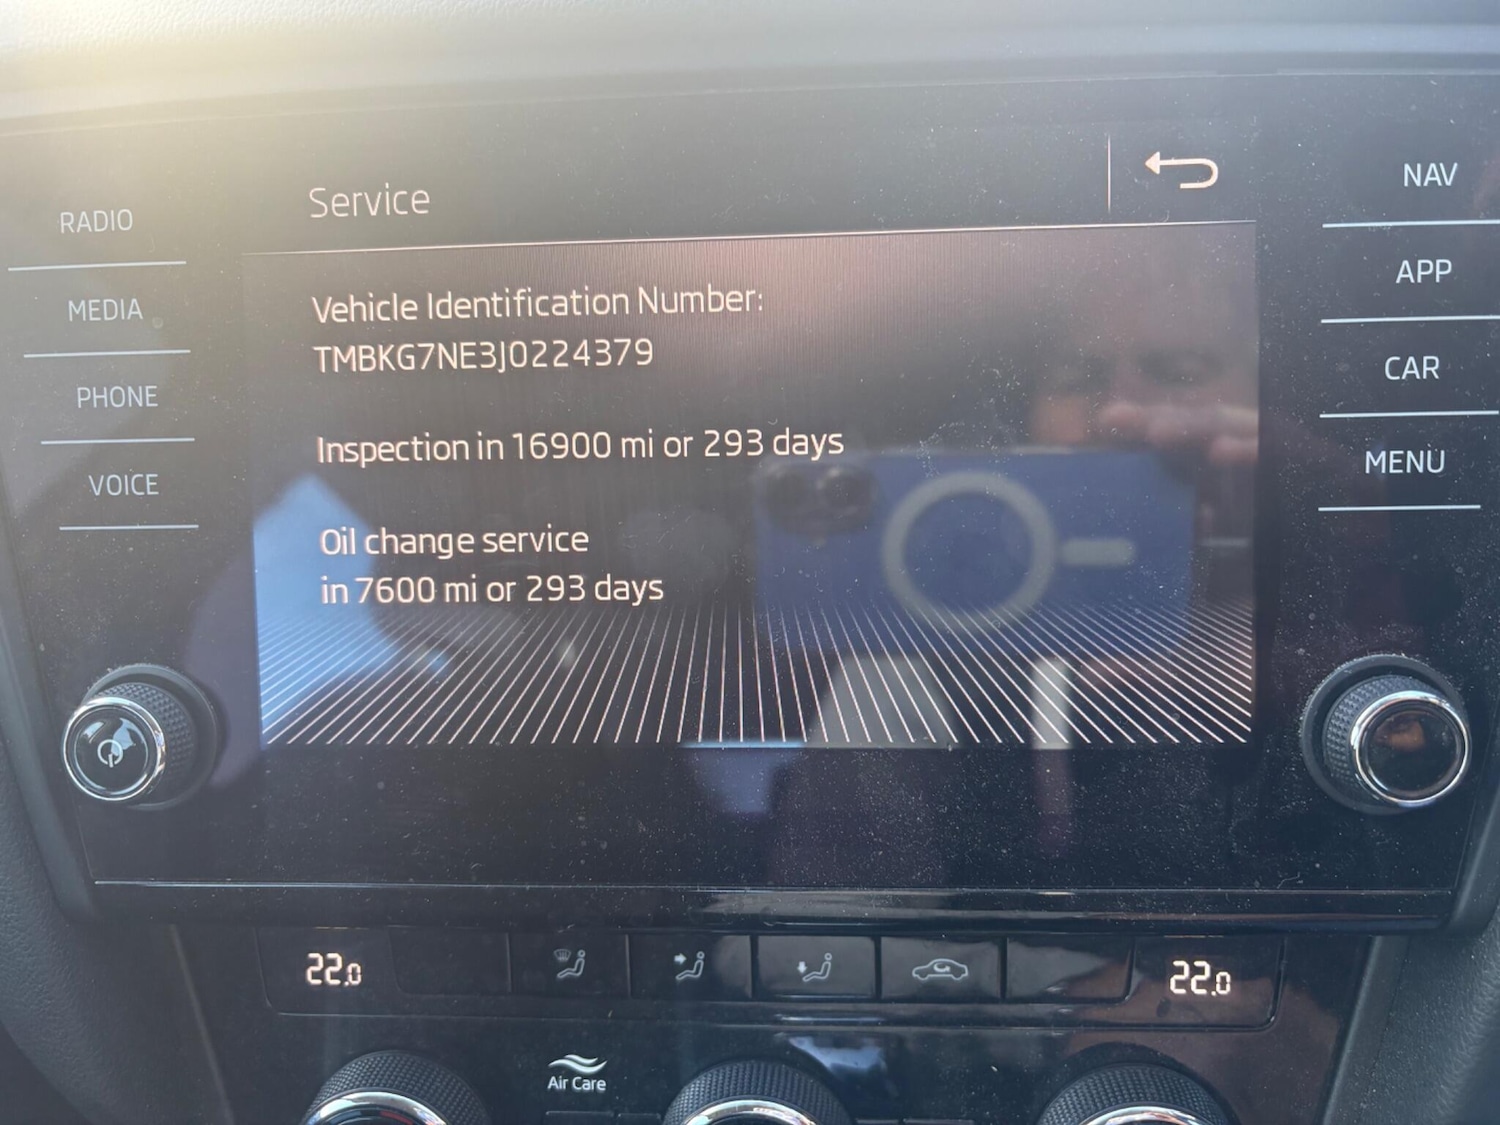 Service
RADIO
MEDIA
PHONE
VOICE
Vehicle Identification Number:
TMBKG7NE3J0224379
Inspection in 16900 mi or 293 days
Oil change service
in 7600 mi or 293 days
NAV
APP
CAR
MENU
22.0
22.0
Air Care